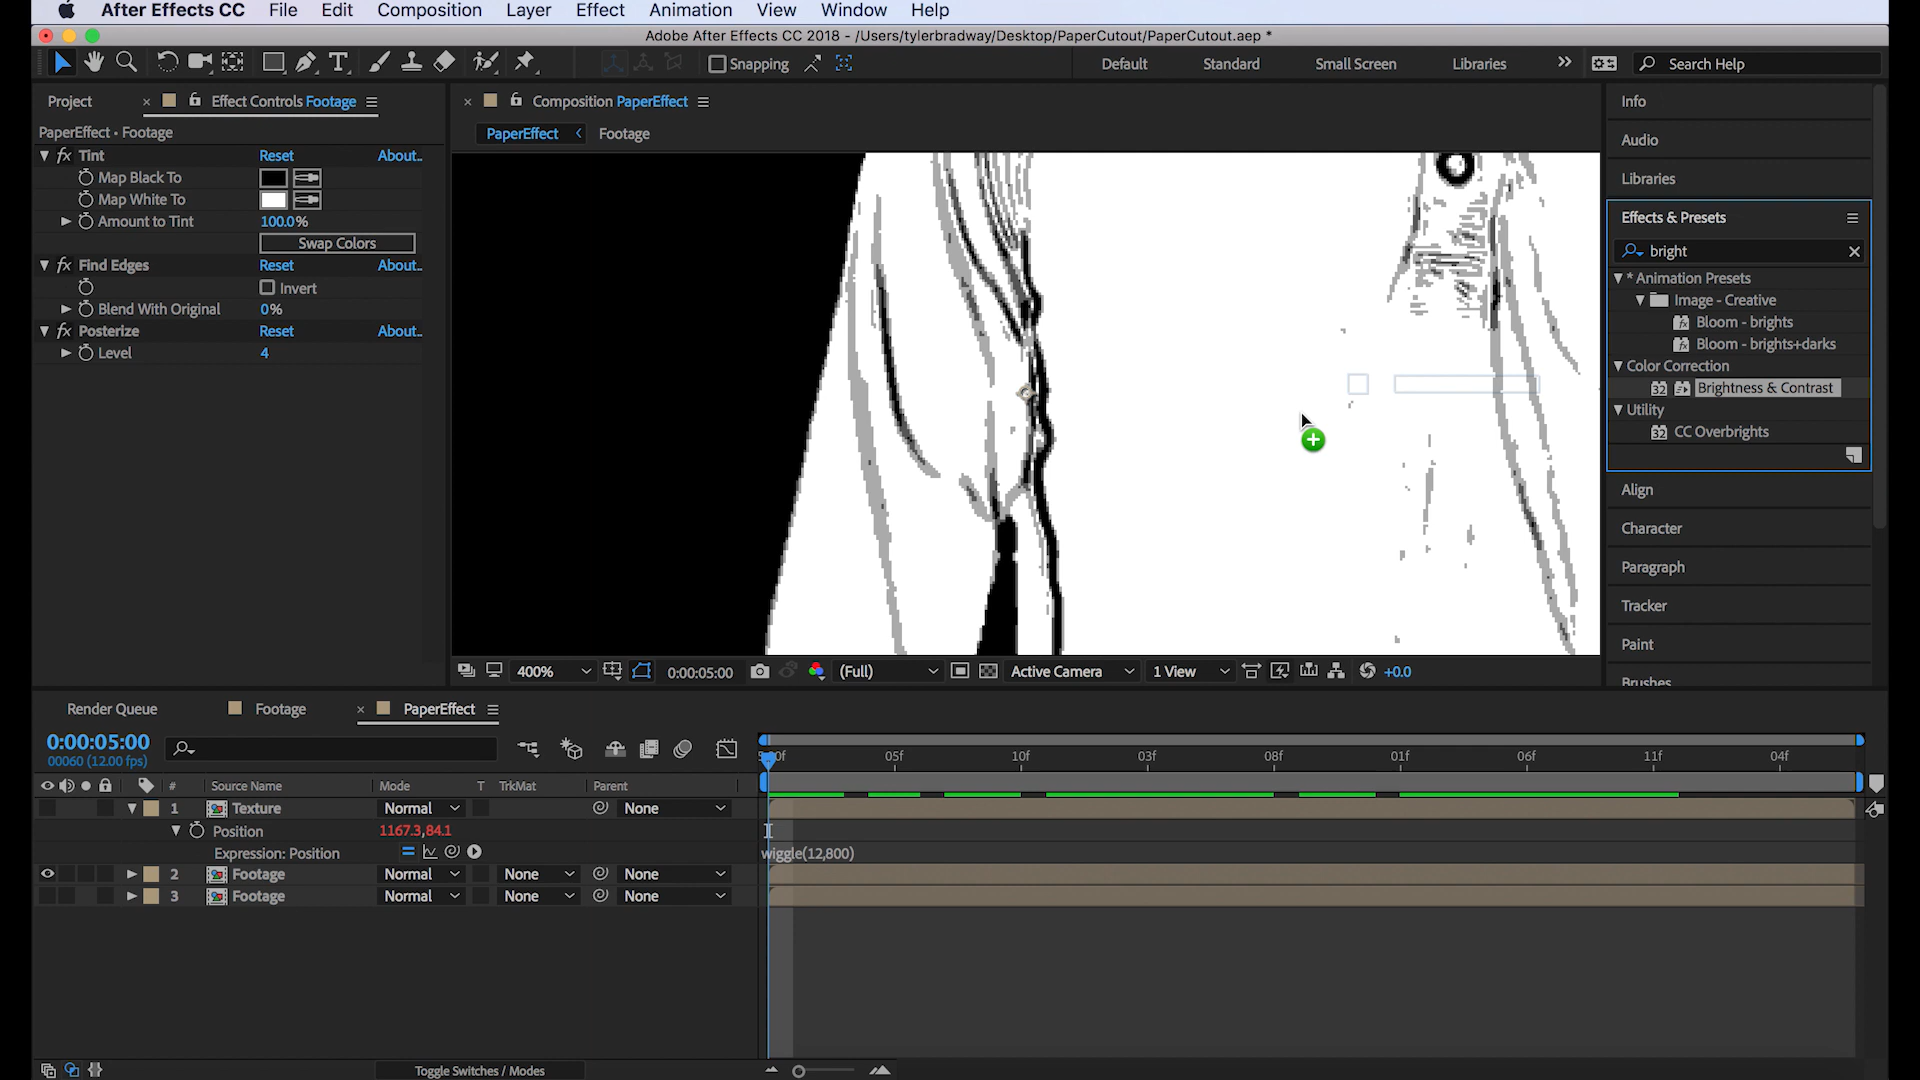 After Effects CC File Edit Composition Layer Effect Animation View Window Help
Adobe After Effects CC 2018 - /Users/tylerbradway/Desktop/PaperCutout/PaperCutout.aep *
Snapping Default Standard Small Screen Libraries Search Help
Project Effect Controls Footage Composition PaperEffect
PaperEffect • Footage
PaperEffect Footage
fx Tint Reset About..
Map Black To
Map White To
Amount to Tint 100.0%
Swap Colors
fx Find Edges Reset About..
Invert
Blend With Original 0%
fx Posterize Reset About..
Level 4
Info
Audio
Libraries
Effects & Presets
bright
* Animation Presets
Image - Creative
Bloom - brights
Bloom - brights+darks
Color Correction
32 Brightness & Contrast
Utility
32 CC Overbrights
Align
Character
Paragraph
Tracker
Paint
Brushes
400% 0:00:05:00 (Full) Active Camera 1 View +0.0
Render Queue Footage PaperEffect
0:00:05:00
00060 (12.00 fps)
05f 10f 03f 08f 01f 06f 11f 04f
# Source Name Mode T TrkMat Parent
1 Texture Normal None
Position 1167.3,84.1
Expression: Position wiggle(12,800)
2 Footage Normal None None
3 Footage Normal None None
Toggle Switches / Modes